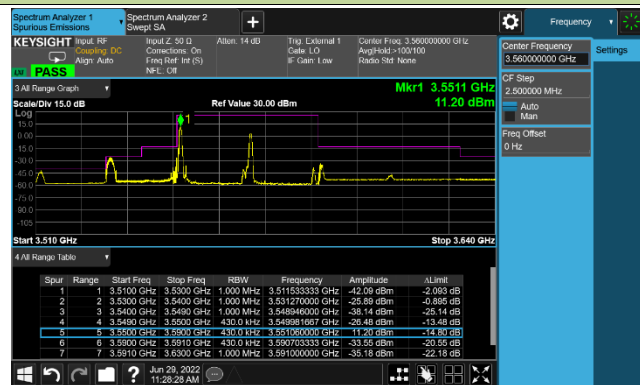 Spectrum Analyzer 1
Spurious Emissions
Spectrum Analyzer 2
Swept SA
+
Frequency
KEYSIGHT
Input: RF
Coupling: DC
Align: Auto
Input Z: 50 Ω
Corrections: On
Freq Ref: Int (S)
NFE: Off
Atten: 14 dB
Trig: External 1
Gate: LO
IF Gain: Low
Center Freq: 3.560000000 GHz
Avg|Hold:>100/100
Radio Std: None
PASS
Center Frequency
3.560000000 GHz
Settings
CF Step
2.500000 MHz
Auto
Man
Freq Offset
0 Hz
3 All Range Graph
Mkr1 3.5511 GHz
Scale/Div 15.0 dB
Ref Value 30.00 dBm
11.20 dBm
Log
15.0
0.00
-15.0
-30.0
-45.0
-60.0
-75.0
-90.0
-105
1
Start 3.510 GHz
Stop 3.640 GHz
4 All Range Table
Spur Range Start Freq Stop Freq RBW Frequency Amplitude ΔLimit
1 1 3.5100 GHz 3.5300 GHz 1.000 MHz 3.511533333 GHz -42.09 dBm -2.093 dB
2 2 3.5300 GHz 3.5400 GHz 1.000 MHz 3.531270000 GHz -25.89 dBm -0.895 dB
3 3 3.5400 GHz 3.5490 GHz 1.000 MHz 3.548946000 GHz -38.14 dBm -25.14 dB
4 4 3.5490 GHz 3.5500 GHz 430.0 kHz 3.549981667 GHz -26.48 dBm -13.48 dB
5 5 3.5500 GHz 3.5900 GHz 430.0 kHz 3.551060000 GHz 11.20 dBm -14.80 dB
6 6 3.5900 GHz 3.5910 GHz 430.0 kHz 3.590703333 GHz -33.55 dBm -20.55 dB
7 7 3.5910 GHz 3.6300 GHz 1.000 MHz 3.591000000 GHz -35.18 dBm -22.18 dB
Jun 29, 2022
11:28:28 AM